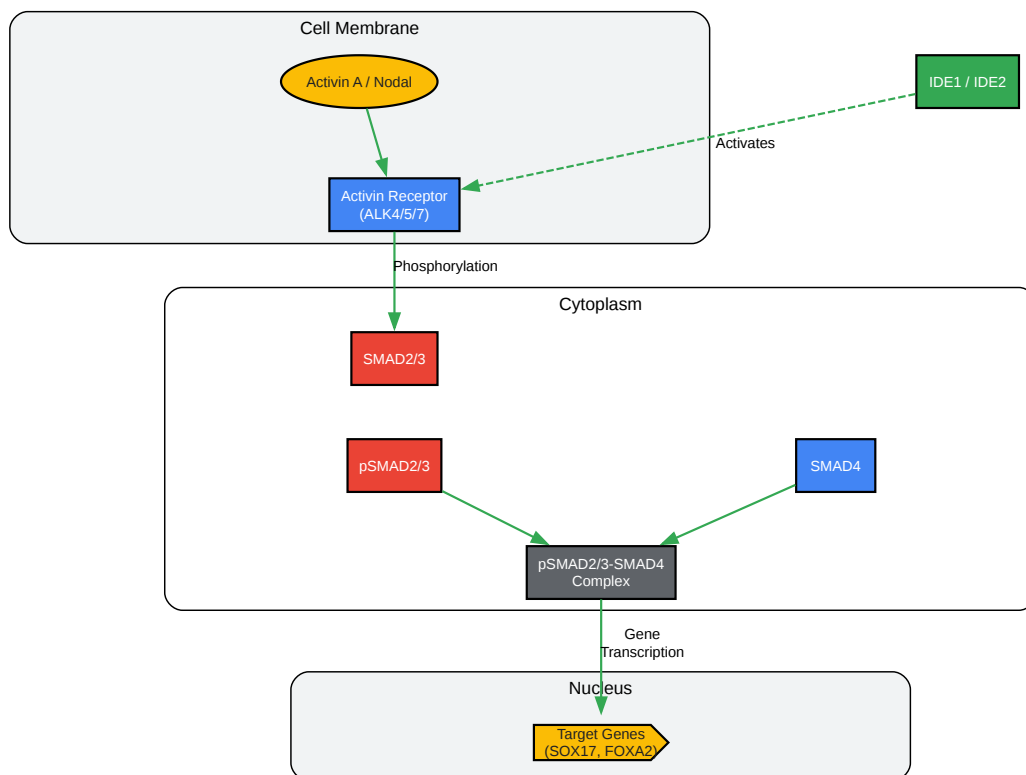 Cell Membrane
Activin A / Nodal
IDE1 / IDE2
Activates
Activin Receptor
(ALK4/5/7)
Phosphorylation
Cytoplasm
SMAD2/3
pSMAD2/3
SMAD4
pSMAD2/3-SMAD4
Complex
Gene
Transcription
Nucleus
Target Genes
(SOX17, FOXA2)